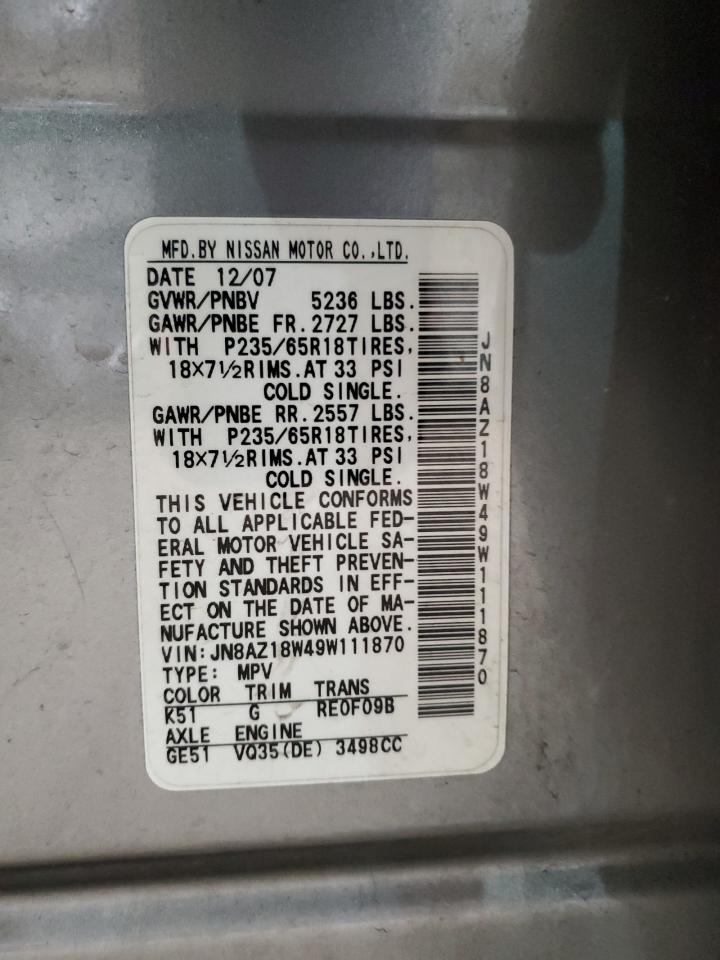 MFD.BY NISSAN MOTOR CO.,LTD.
DATE 12/07
GVWR/PNBV 5236 LBS.
GAWR/PNBE FR. 2727 LBS.
WITH P235/65R18TIRES,
18×7½RIMS.AT 33 PSI
COLD SINGLE.
GAWR/PNBE RR. 2557 LBS.
WITH P235/65R18TIRES,
18×7½RIMS.AT 33 PSI
COLD SINGLE.
THIS VEHICLE CONFORMS
TO ALL APPLICABLE FED-
ERAL MOTOR VEHICLE SA-
FETY AND THEFT PREVEN-
TION STANDARDS IN EFF-
ECT ON THE DATE OF MA-
NUFACTURE SHOWN ABOVE.
VIN:JN8AZ18W49W111870
TYPE: MPV
COLOR TRIM TRANS
K51 G RE0F09B
AXLE ENGINE
GE51 VQ35(DE) 3498CC
JN8AZ18W49W111870